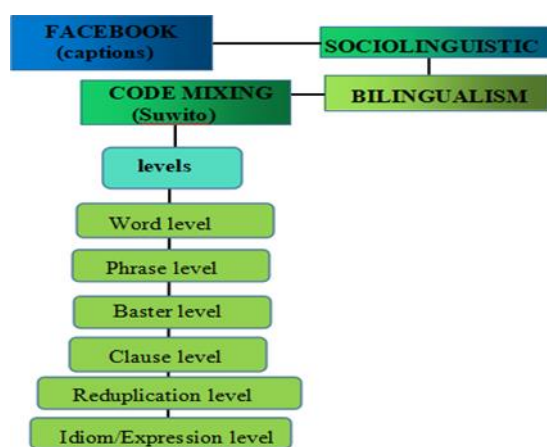 FACEBOOK
(captions)
SOCIOLINGUISTIC
CODE MIXING
(Suwito)
BILINGUALISM
levels
Word level
Phrase level
Baster level
Clause level
Reduplication level
Idiom/Expression level